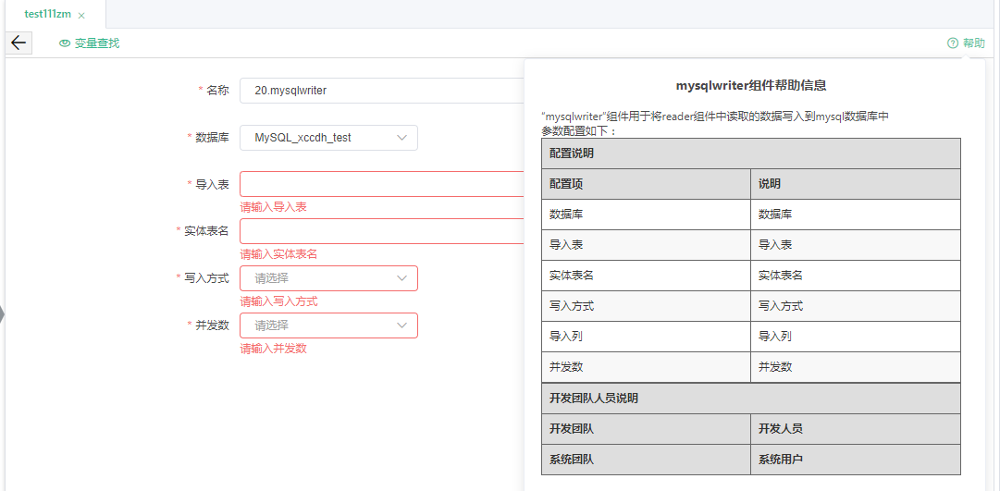 test111zm
变量查找
帮助
* 名称 20.mysqlwriter
* 数据库 MySQL_xccdh_test
* 导入表
请输入导入表
* 实体表名
请输入实体表名
* 写入方式 请选择
请输入写入方式
* 并发数 请选择
请输入并发数
mysqlwriter组件帮助信息
"mysqlwriter"组件用于将reader组件中读取的数据写入到mysql数据库中
参数配置如下：
配置说明
配置项 说明
数据库 数据库
导入表 导入表
实体表名 实体表名
写入方式 写入方式
导入列 导入列
并发数 并发数
开发团队人员说明
开发团队 开发人员
系统团队 系统用户